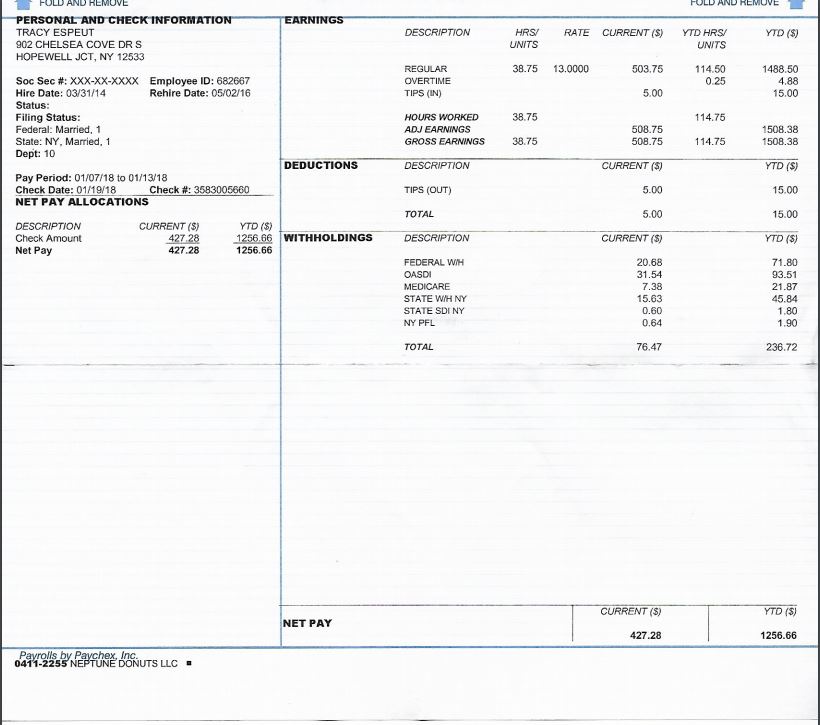 FOLD AND REMOVE FOLD AND REMOVE
PERSONAL AND CHECK INFORMATION
TRACY ESPEUT
902 CHELSEA COVE DR S
HOPEWELL JCT, NY 12533
Soc Sec #: XXX-XX-XXXX Employee ID: 682667
Hire Date: 03/31/14 Rehire Date: 05/02/16
Status:
Filing Status:
Federal: Married, 1
State: NY, Married, 1
Dept: 10
Pay Period: 01/07/18 to 01/13/18
Check Date: 01/19/18 Check #: 3583005660
NET PAY ALLOCATIONS
DESCRIPTION CURRENT ($) YTD ($)
Check Amount 427.28 1256.66
Net Pay 427.28 1256.66
EARNINGS
DESCRIPTION HRS/ RATE CURRENT ($) YTD HRS/ YTD ($)
UNITS UNITS
REGULAR 38.75 13.0000 503.75 114.50 1488.50
OVERTIME 0.25 4.88
TIPS (IN) 5.00 15.00
HOURS WORKED 38.75 114.75
ADJ EARNINGS 508.75 1508.38
GROSS EARNINGS 38.75 508.75 114.75 1508.38
DEDUCTIONS DESCRIPTION CURRENT ($) YTD ($)
TIPS (OUT) 5.00 15.00
TOTAL 5.00 15.00
WITHHOLDINGS DESCRIPTION CURRENT ($) YTD ($)
FEDERAL W/H 20.68 71.80
OASDI 31.54 93.51
MEDICARE 7.38 21.87
STATE W/H NY 15.63 45.84
STATE SDI NY 0.60 1.80
NY PFL 0.64 1.90
TOTAL 76.47 236.72
CURRENT ($) YTD ($)
NET PAY 427.28 1256.66
Payrolls by Paychex, Inc.
0411-2255 NEPTUNE DONUTS LLC